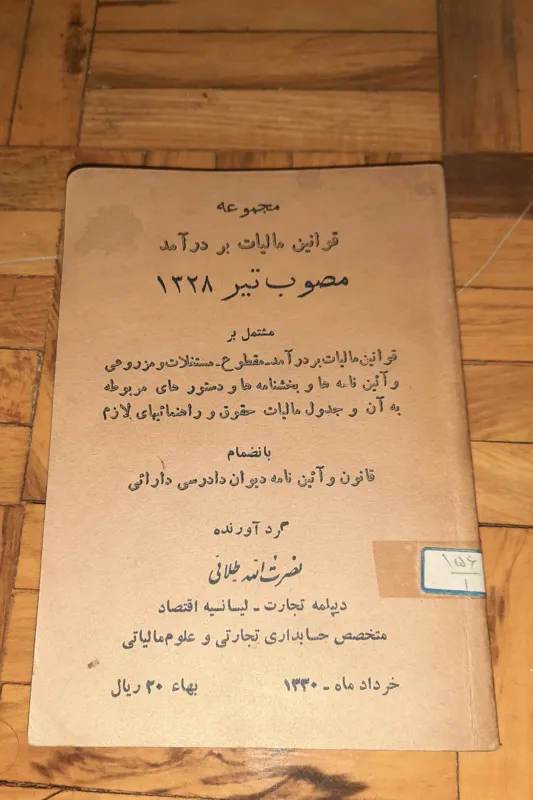 مجموعه
قوانین مالیات بر درآمد
مصوب تیر ۱۳۲۸
مشتمل بر
قوانین مالیات بر درآمد ـ مقطوع ـ مستغلات و مزروعی
و آئین نامه ها و بخشنامه ها و دستور های مربوطه
به آن و جدول مالیات حقوق و راهنمائیهای لازم
بانضمام
قانون و آئین نامه دیوان دادرسی دارائی
گرد آورنده
نصرت الله طلائی
دیپلمه تجارت ـ لیسانسیه اقتصاد
متخصص حسابداری تجارتی و علوم مالیاتی
خرداد ماه ـ ۱۳۳۰ بهاء ۲۰ ریال
۱۵۶
۱